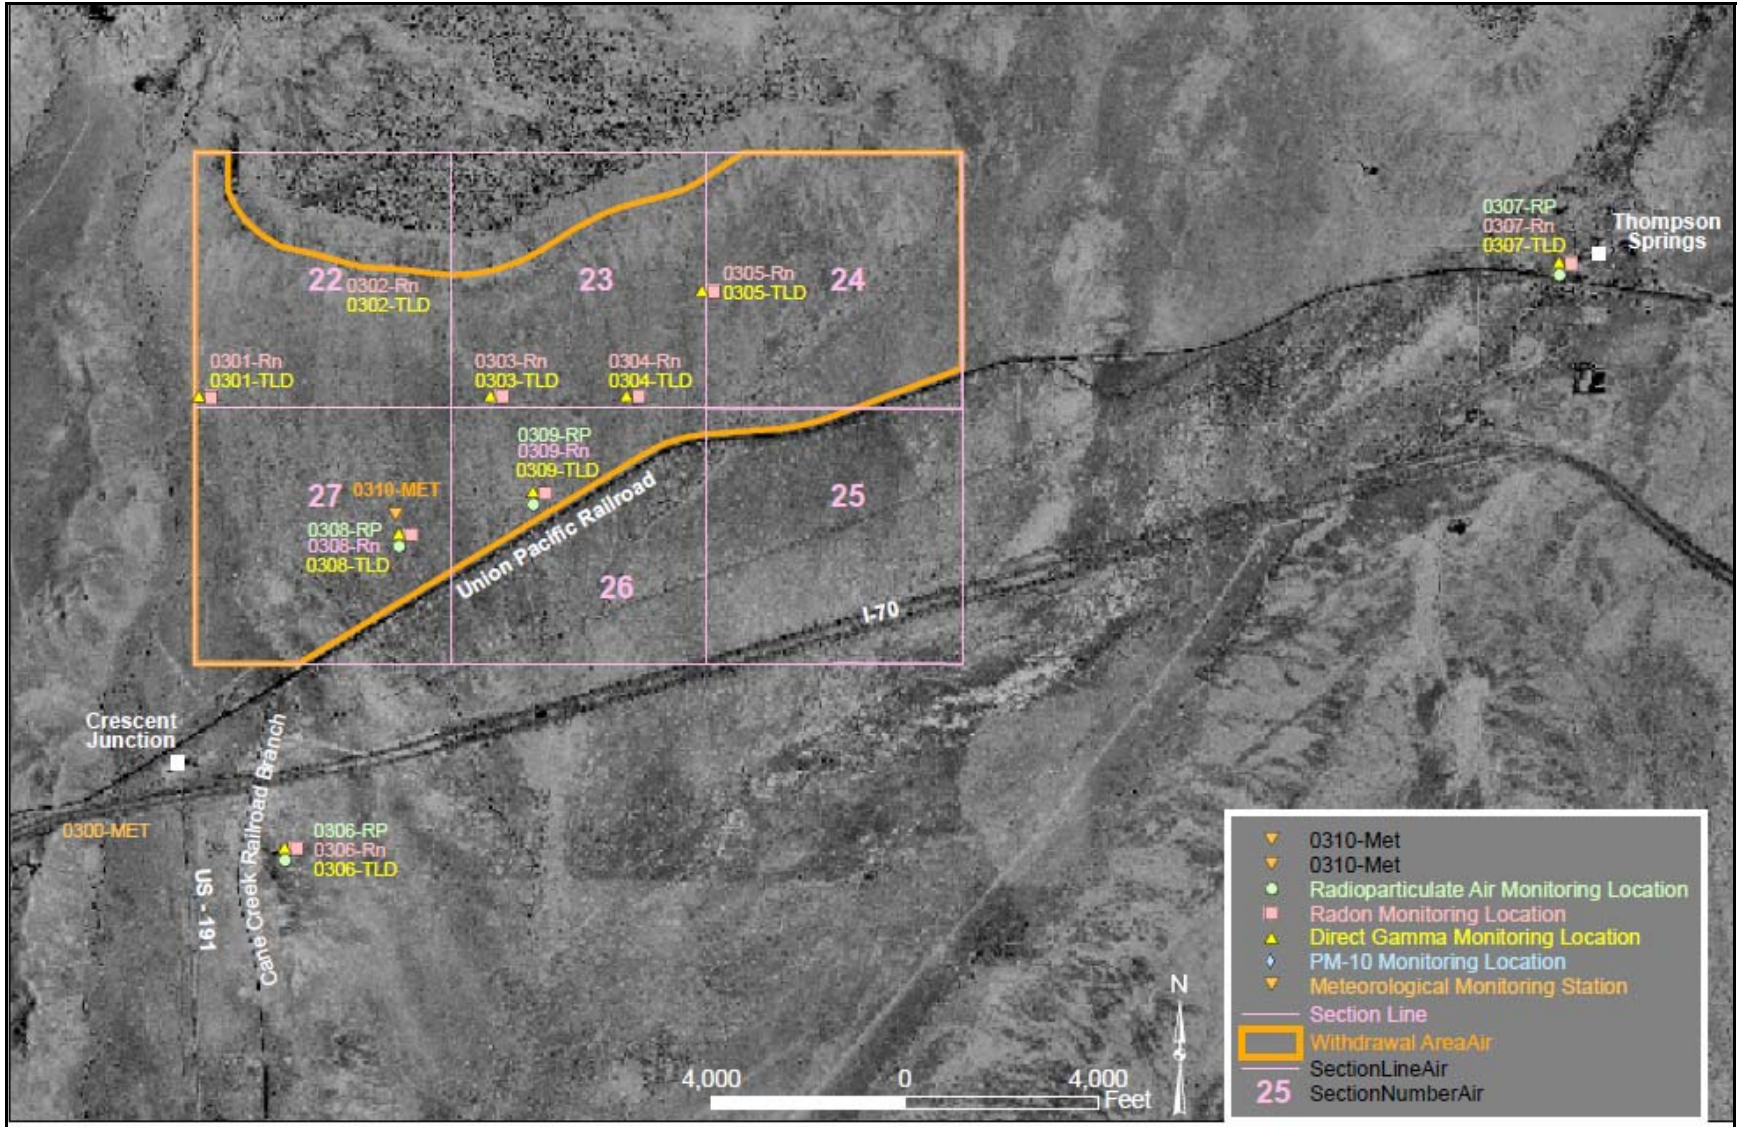 0307-RP
0307-Rn
0307-TLD
Thompson
Springs
22
0302-Rn
0302-TLD
23
0305-Rn
0305-TLD
24
0301-Rn
0301-TLD
0303-Rn
0303-TLD
0304-Rn
0304-TLD
0309-RP
0309-Rn
0309-TLD
27
0310-MET
0308-RP
0308-Rn
0308-TLD
Union Pacific Railroad
25
26
I-70
Crescent
Junction
0300-MET
US - 191
Cane Creek Railroad Branch
0306-RP
0306-Rn
0306-TLD
N
4,000 0 4,000
Feet
0310-Met
0310-Met
Radioparticulate Air Monitoring Location
Radon Monitoring Location
Direct Gamma Monitoring Location
PM-10 Monitoring Location
Meteorological Monitoring Station
Section Line
Withdrawal AreaAir
SectionLineAir
25 SectionNumberAir